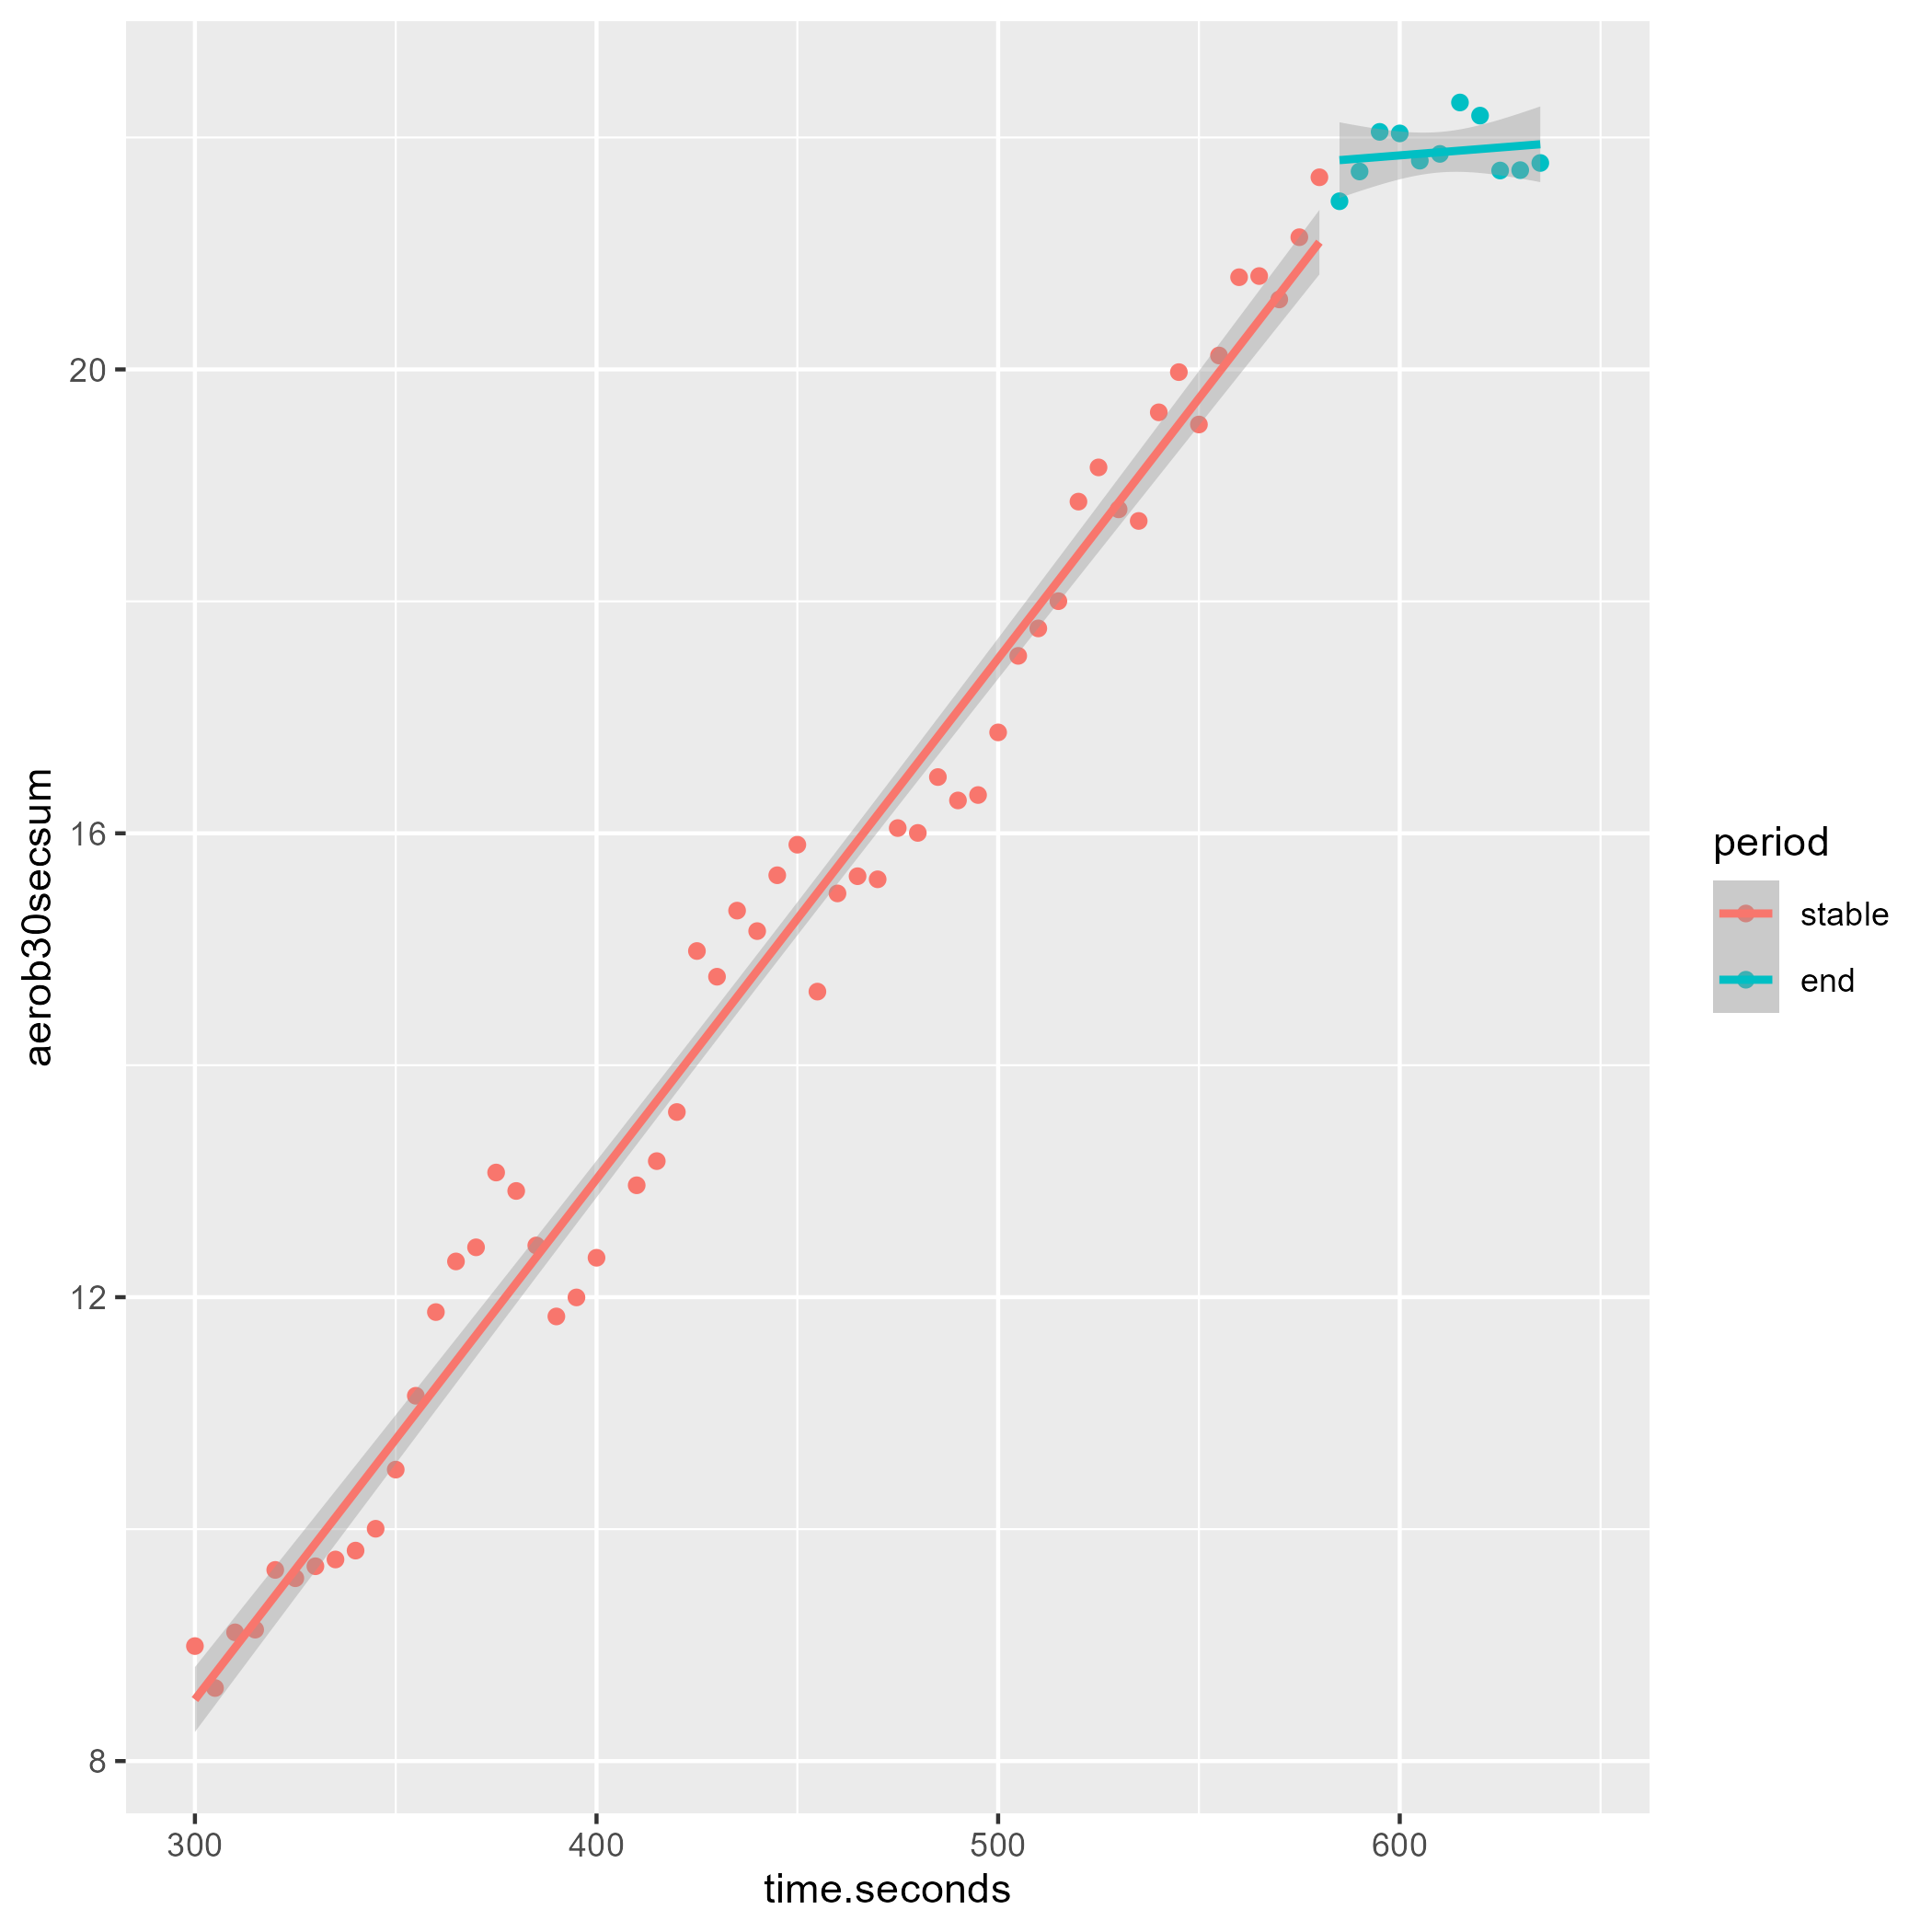 aerob30secsum
20
16
12
8
300 400 500 600
time.seconds
period
stable
end